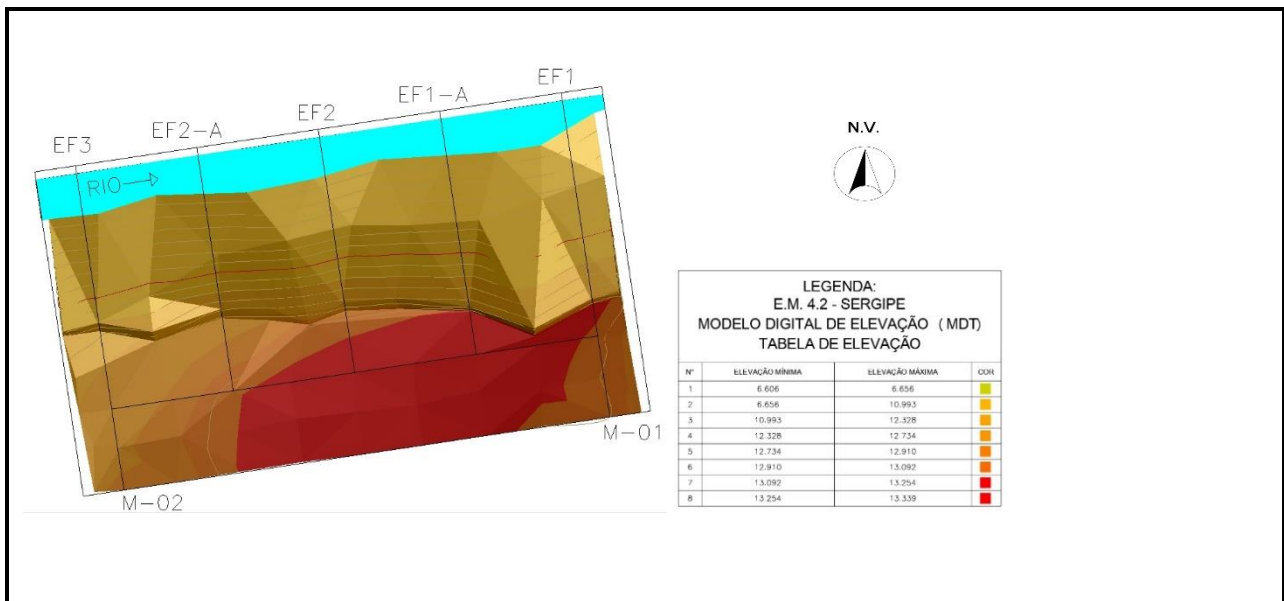 EF1
EF1-A
EF2
EF2-A
EF3
RIO
M-01
M-02
N.V.
LEGENDA:
E.M. 4.2 - SERGIPE
MODELO DIGITAL DE ELEVAÇÃO (MDT)
TABELA DE ELEVAÇÃO
N° ELEVAÇÃO MÍNIMA ELEVAÇÃO MÁXIMA COR
1 6.606 6.656
2 6.656 10.993
3 10.993 12.328
4 12.328 12.734
5 12.734 12.910
6 12.910 13.092
7 13.092 13.254
8 13.254 13.339